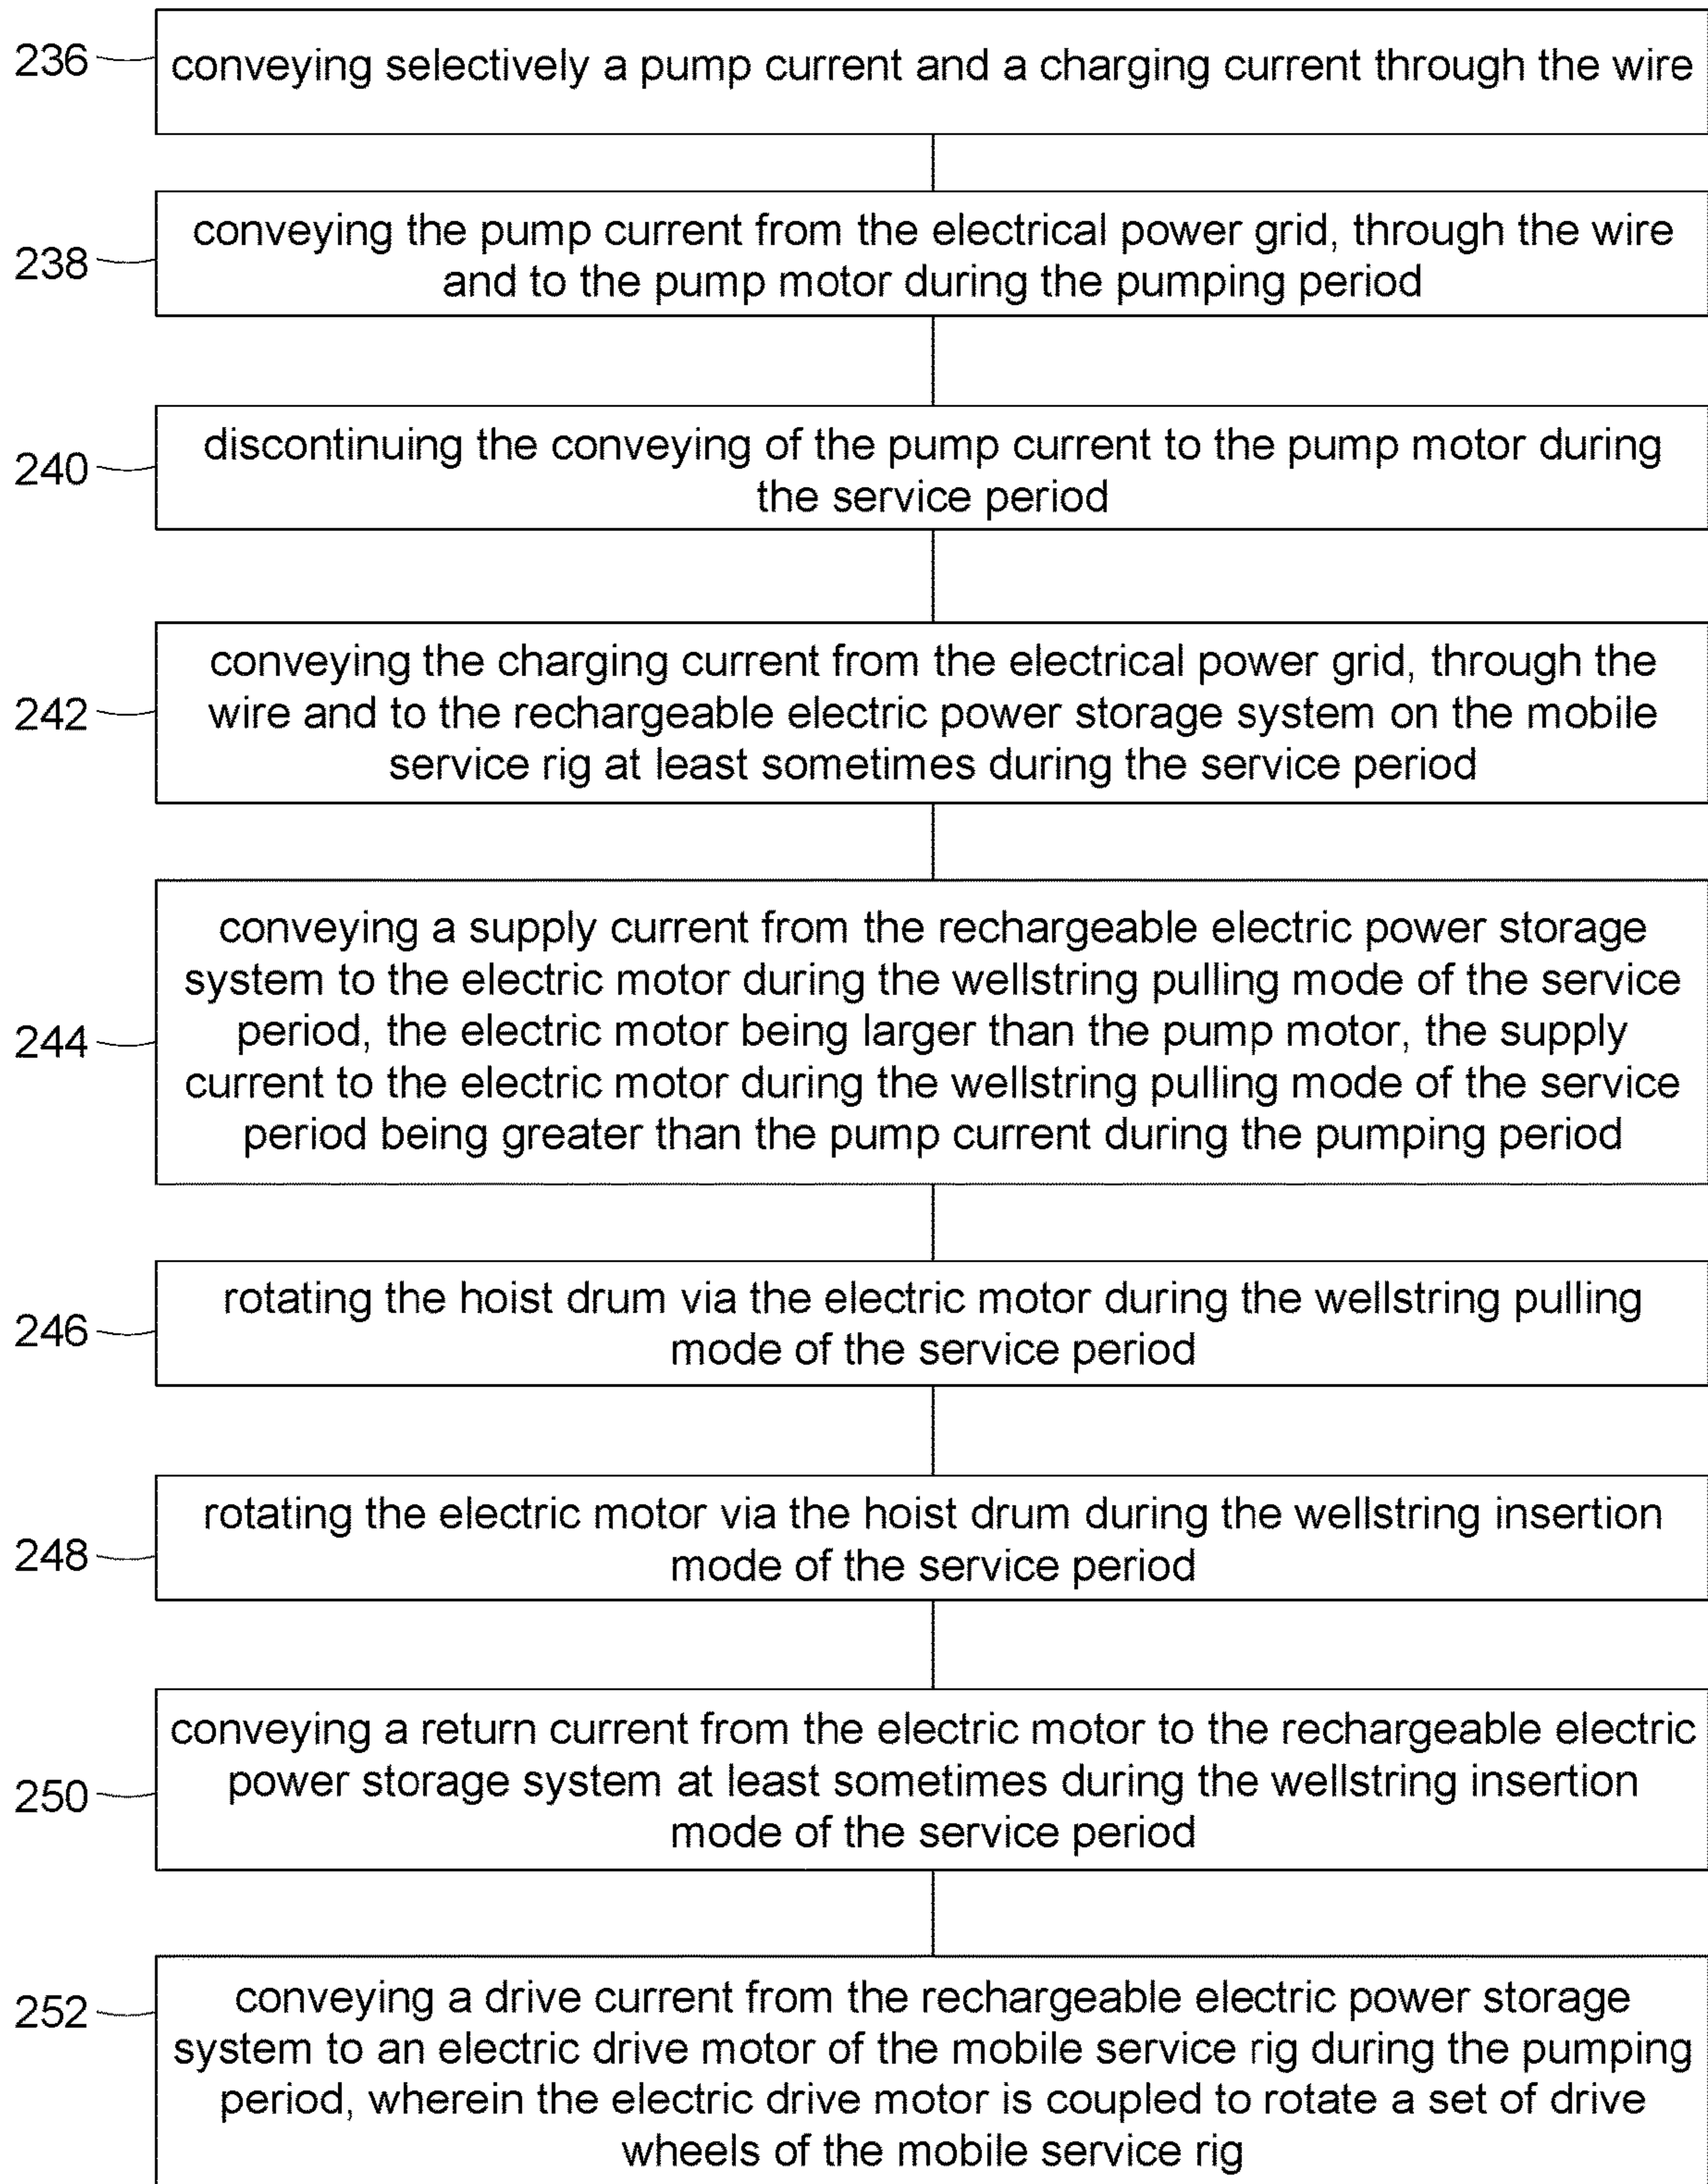 236
conveying selectively a pump current and a charging current through the wire
238
conveying the pump current from the electrical power grid, through the wire
and to the pump motor during the pumping period
240
discontinuing the conveying of the pump current to the pump motor during
the service period
242
conveying the charging current from the electrical power grid, through the
wire and to the rechargeable electric power storage system on the mobile
service rig at least sometimes during the service period
244
conveying a supply current from the rechargeable electric power storage
system to the electric motor during the wellstring pulling mode of the service
period, the electric motor being larger than the pump motor, the supply
current to the electric motor during the wellstring pulling mode of the service
period being greater than the pump current during the pumping period
246
rotating the hoist drum via the electric motor during the wellstring pulling
mode of the service period
248
rotating the electric motor via the hoist drum during the wellstring insertion
mode of the service period
250
conveying a return current from the electric motor to the rechargeable electric
power storage system at least sometimes during the wellstring insertion
mode of the service period
252
conveying a drive current from the rechargeable electric power storage
system to an electric drive motor of the mobile service rig during the pumping
period, wherein the electric drive motor is coupled to rotate a set of drive
wheels of the mobile service rig